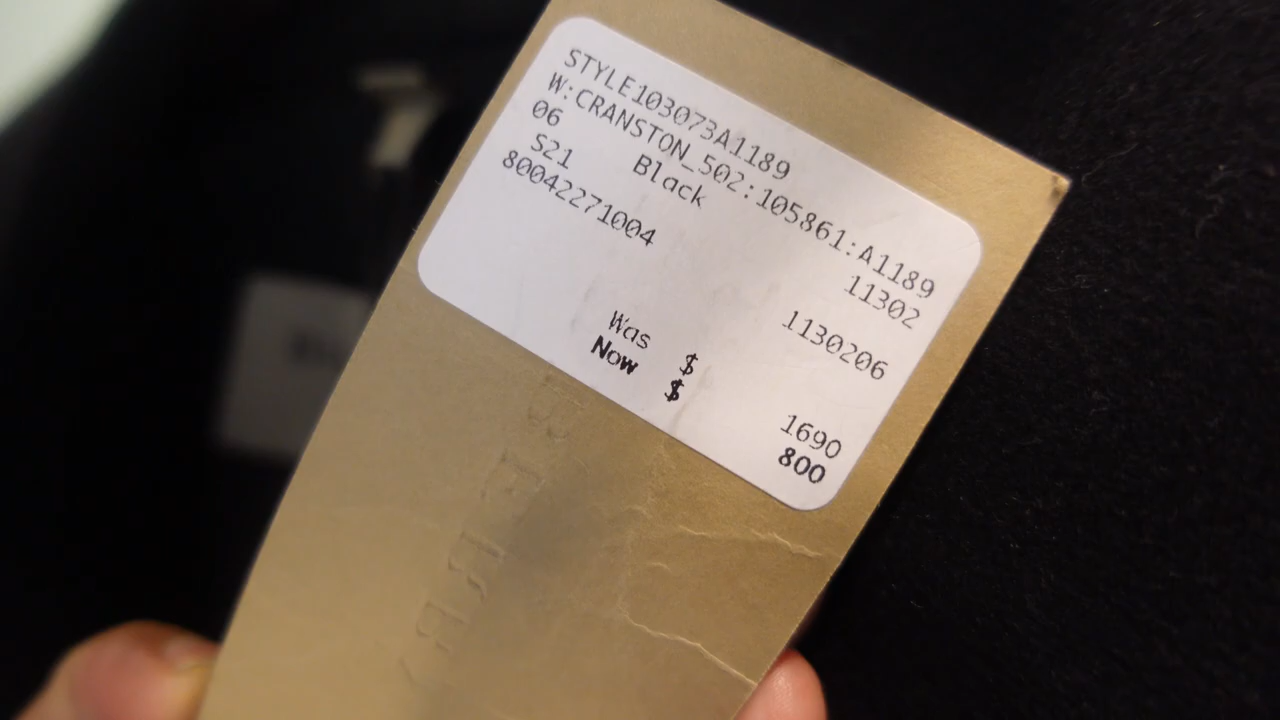 STYLE103073A1189
W:CRANSTON_502:105861:A1189
06 Black 11302
S21 1130206
80042271004
Was $ 1690
Now $ 800